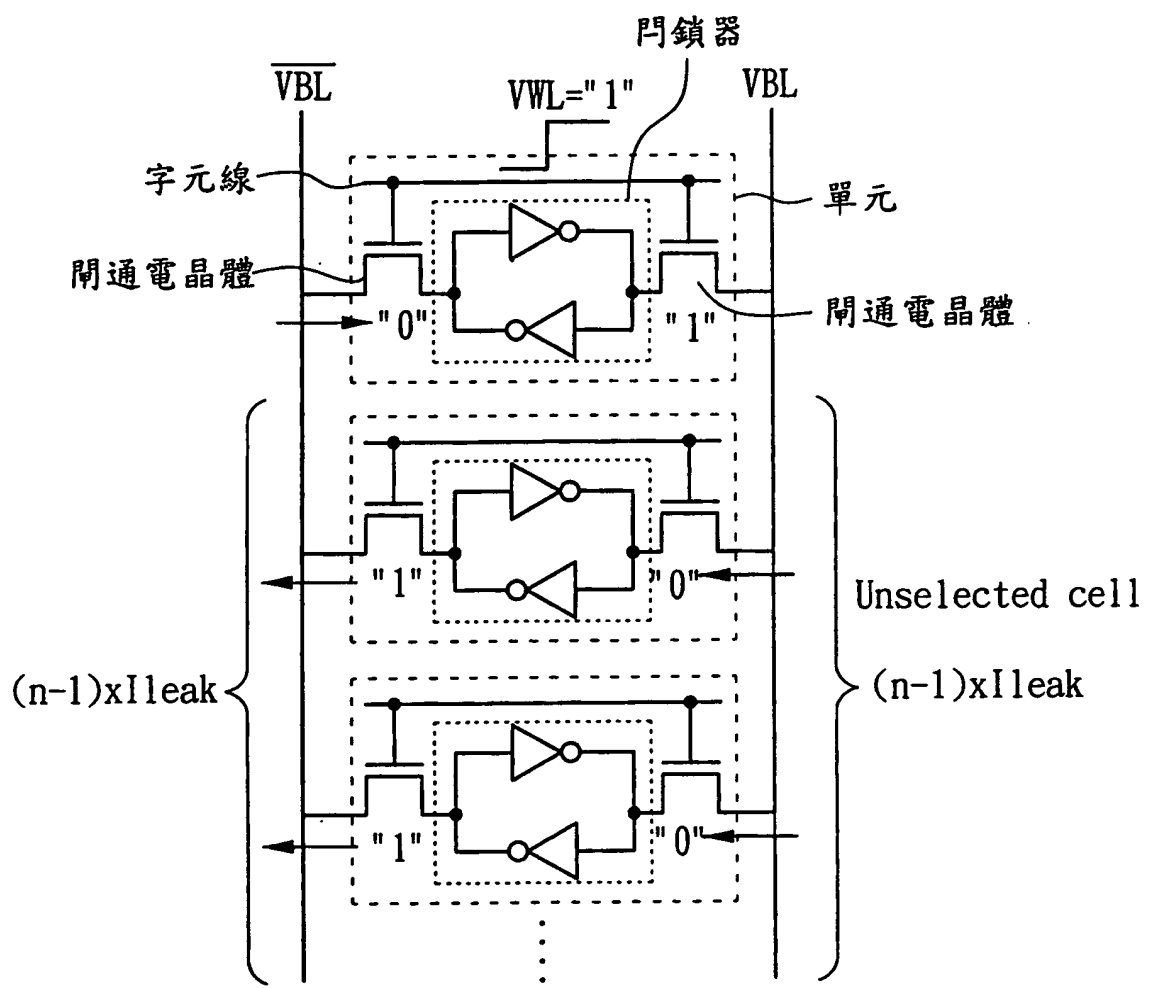 閂鎖器
VBL
VWL="1"
VBL
字元線
單元
閘通電晶體
"0"
"1"
閘通電晶體
"1"
"0"
Unselected cell
(n-1)xIleak
(n-1)xIleak
"1"
"0"